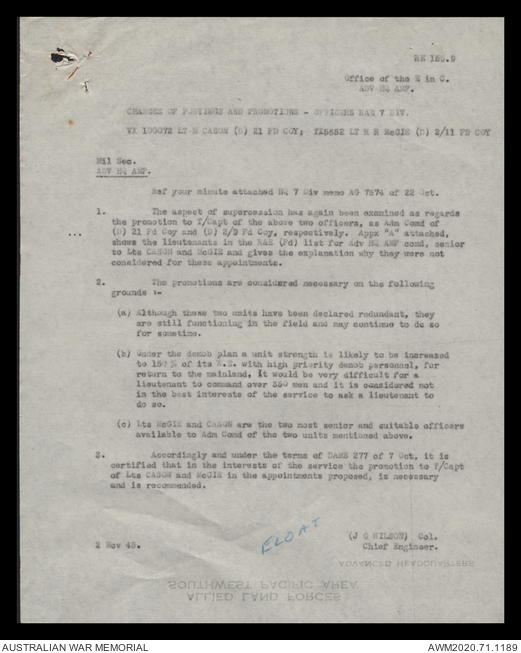 RE 155.9
Office of the E in C.
ADV HQ AMF.
CHANGES OF POSTINGS AND PROMOTIONS - OFFICERS RAE 7 DIV.
VX 100072 LT N CASON (D) 21 FD COY; TX5552 LT R R McGIE (D) 2/11 FD COY
Mil Sec.
ADV HQ AMF.
Ref your minute attached HQ 7 Div memo AG 7574 of 22 Oct.
1. The aspect of supercession has again been examined as regards
the promotion to T/Capt of the above two officers, as Adm Comd of
... (D) 21 Fd Coy and (D) 2/9 Fd Coy, respectively. Appx "A" attached,
shows the lieutenants in the RAE (Fd) list for Adv HQ AMF comd, senior
to Lts CASON and McGIE and gives the explanation why they were not
considered for these appointments.
2. The promotions are considered necessary on the following
grounds :-
(a) Although these two units have been declared redundant, they
are still functioning in the field and may continue to do so
for sometime.
(b) Under the demob plan a unit strength is likely to be increased
to 150 % of its W.E. with high priority demob personnel, for
return to the mainland, it would be very difficult for a
lieutenant to command over 350 men and it is considered not
in the best interests of the service to ask a lieutenant to
do so.
(c) Lts McGIE and CASON are the two most senior and suitable officers
available to Adm Comd of the two units mentioned above.
3. Accordingly and under the terms of DAMS 277 of 7 Oct, it is
certified that in the interests of the service the promotion to T/Capt
of Lts CASON and McGIE in the appointments proposed, is necessary
and is recommended.
2 Nov 45.
(J G WILSON) Col.
Chief Engineer.
ADVANCED HEADQUARTERS
SOUTHWEST PACIFIC AREA
ALLIED LAND FORCES
AUSTRALIAN WAR MEMORIAL
AWM2020.71.1189